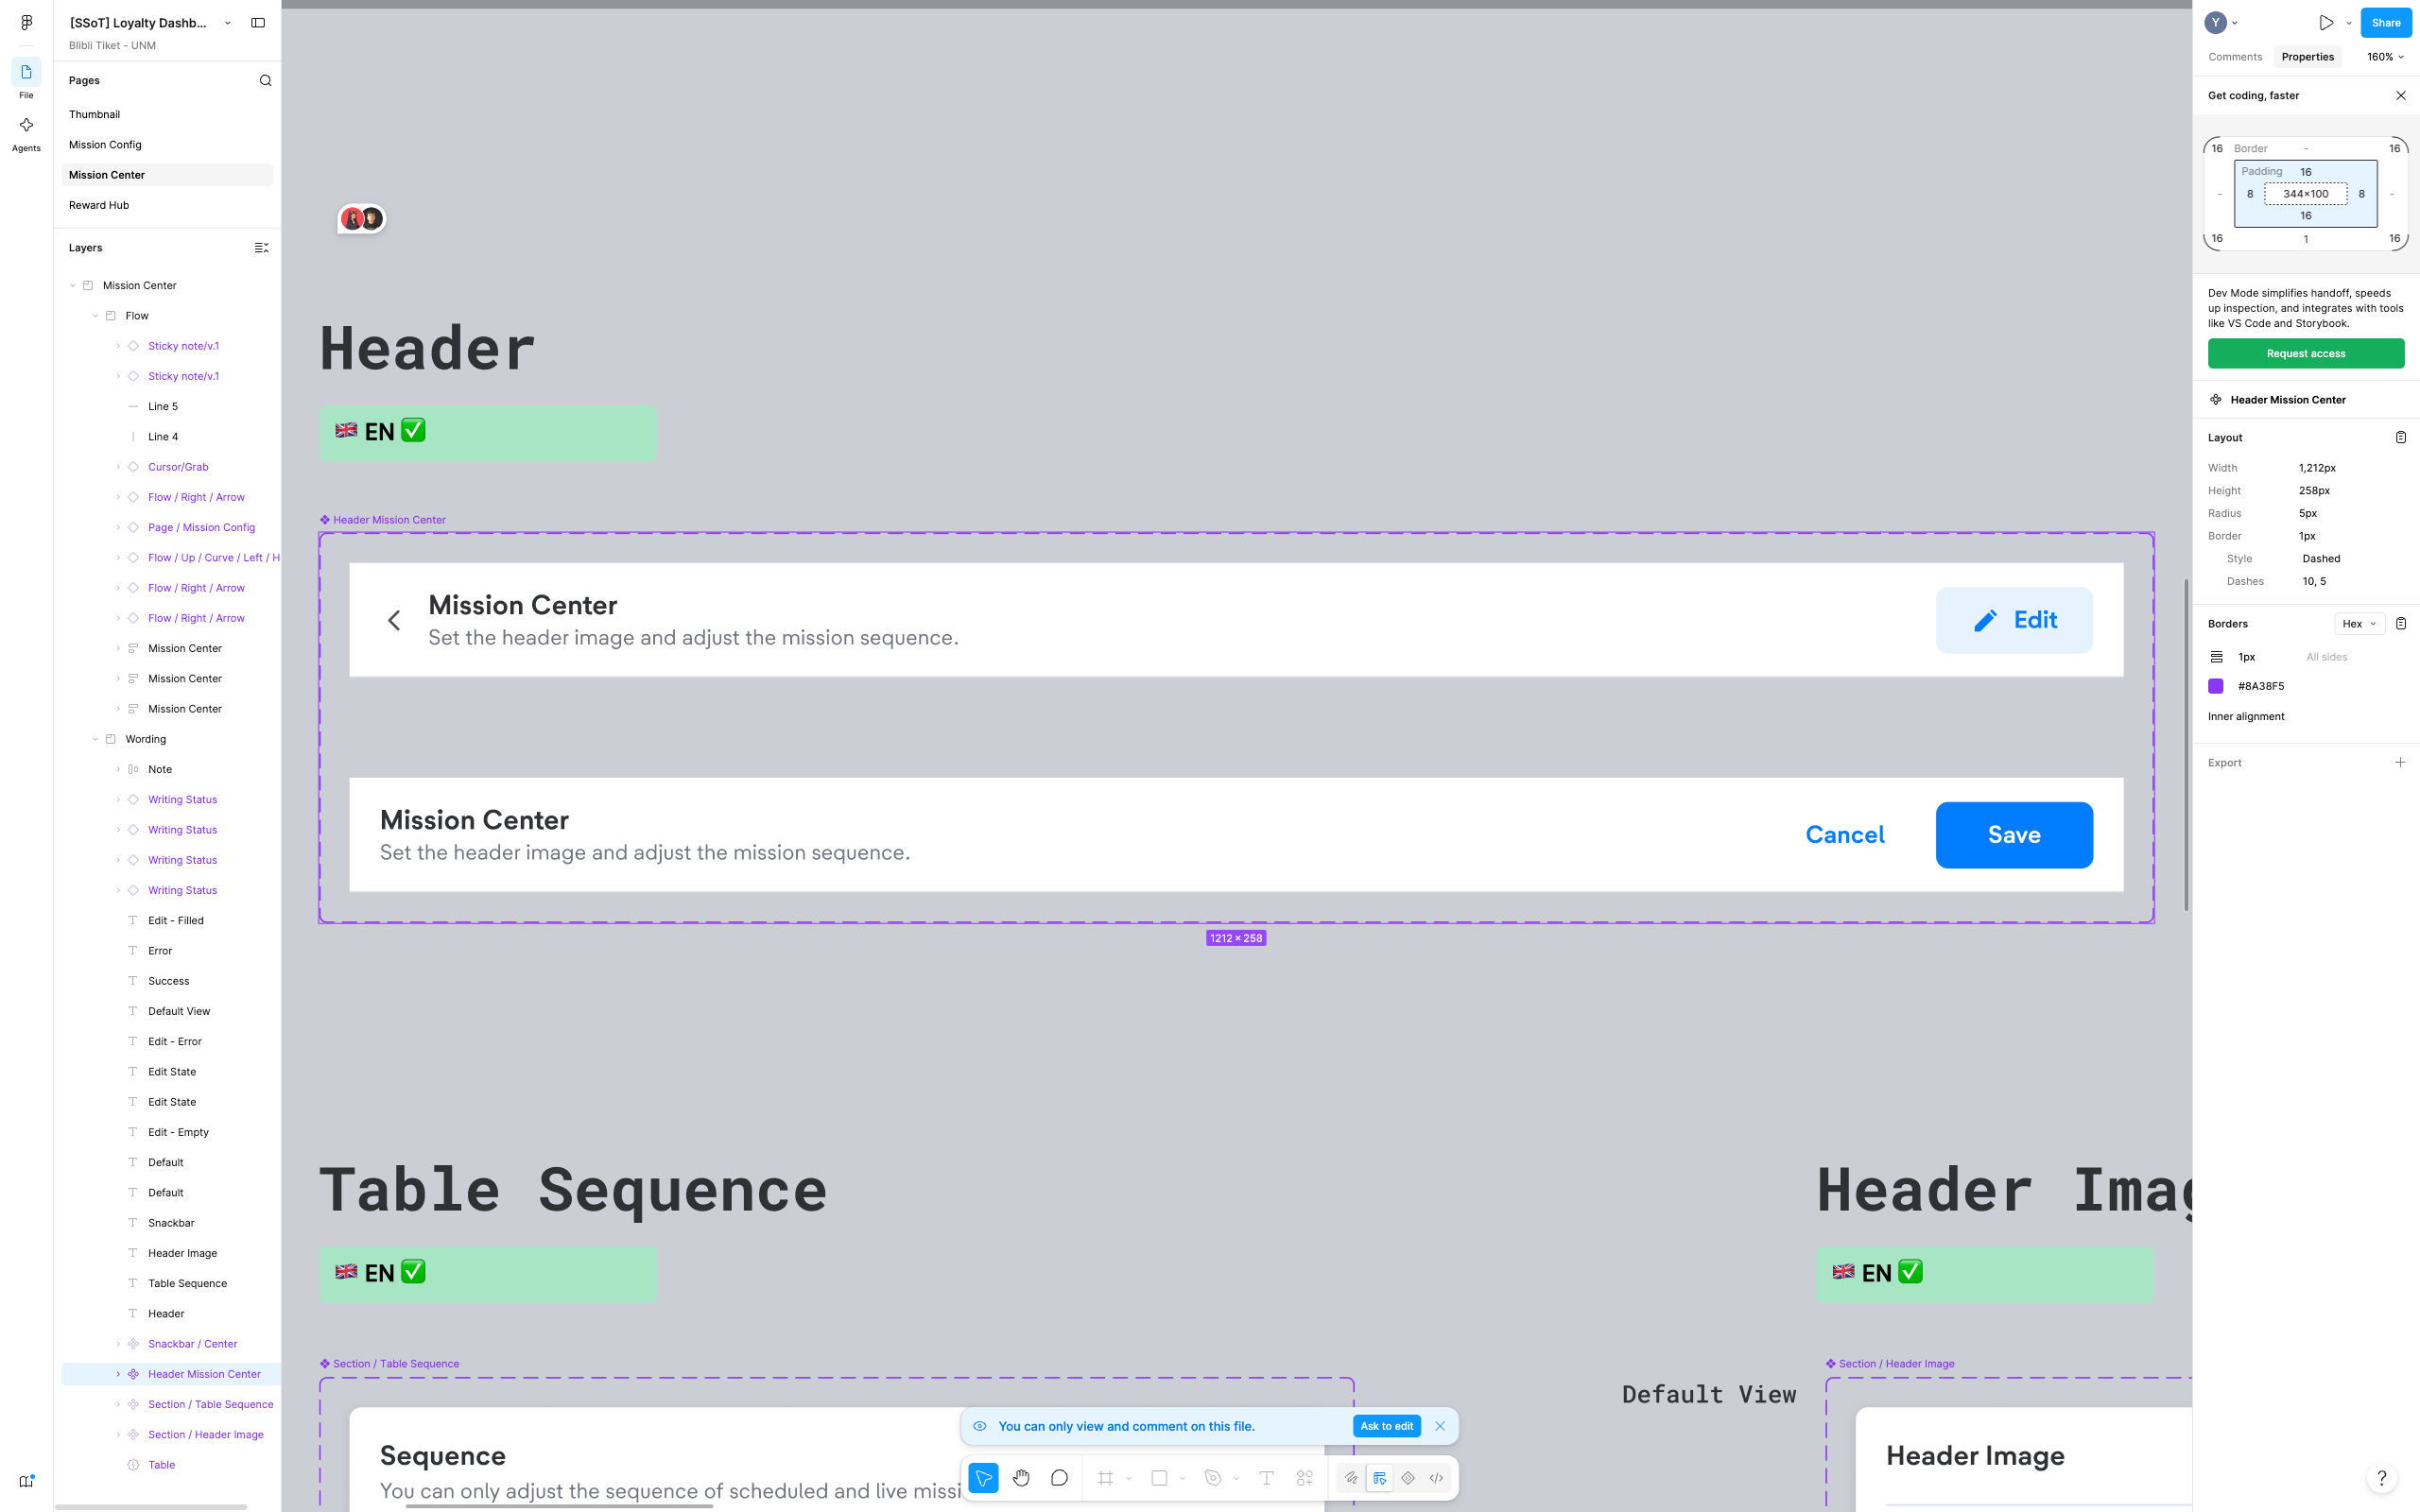 [SSoT] Loyalty Dashb...
Blibli Tiket - UNM
File
Agents
Pages
Thumbnail
Mission Config
Mission Center
Reward Hub
Layers
Mission Center
Flow
Sticky note/v.1
Sticky note/v.1
Line 5
Line 4
Cursor/Grab
Flow / Right / Arrow
Page / Mission Config
Flow / Up / Curve / Left / H
Flow / Right / Arrow
Flow / Right / Arrow
Mission Center
Mission Center
Mission Center
Wording
Note
Writing Status
Writing Status
Writing Status
Writing Status
Edit - Filled
Error
Success
Default View
Edit - Error
Edit State
Edit State
Edit - Empty
Default
Default
Snackbar
Header Image
Table Sequence
Header
Snackbar / Center
Header Mission Center
Section / Table Sequence
Section / Header Image
Table
Header
🇬🇧 EN ✅
Header Mission Center
Mission Center
Set the header image and adjust the mission sequence.
Edit
Mission Center
Set the header image and adjust the mission sequence.
Cancel
Save
1212 × 258
Table Sequence
🇬🇧 EN ✅
Section / Table Sequence
Sequence
You can only adjust the sequence of scheduled and live missi
Default View
Header Imag
🇬🇧 EN ✅
Section / Header Image
Header Image
You can only view and comment on this file.
Ask to edit
Y
Share
Comments
Properties
160%
Get coding, faster
16 Border - 16
Padding 16
- 8 344×100 8 -
16
16 1 16
Dev Mode simplifies handoff, speeds
up inspection, and integrates with tools
like VS Code and Storybook.
Request access
Header Mission Center
Layout
Width 1,212px
Height 258px
Radius 5px
Border 1px
Style Dashed
Dashes 10, 5
Borders
Hex
1px All sides
#8A38F5
Inner alignment
Export
?